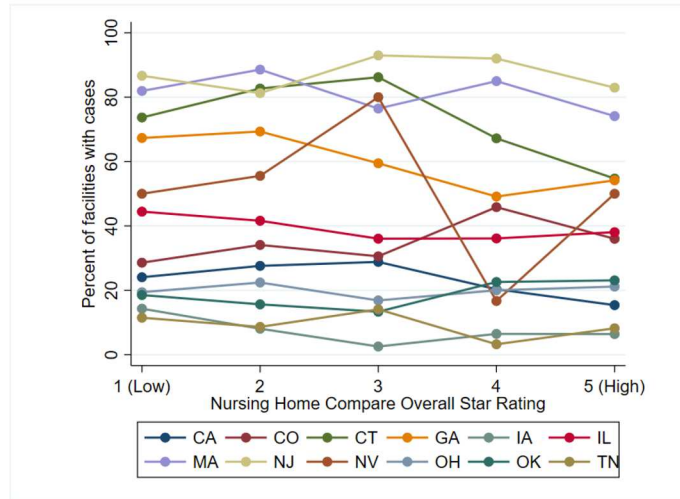 Percent of facilities with cases
100
80
60
40
20
0
1 (Low) 2 3 4 5 (High)
Nursing Home Compare Overall Star Rating
CA CO CT GA IA IL
MA NJ NV OH OK TN